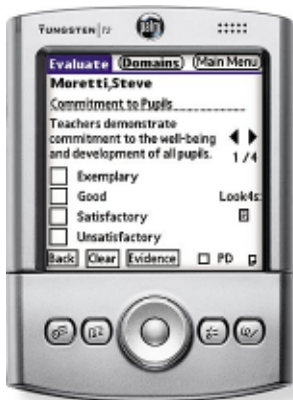 TUNGSTEN|T2
Evaluate (Domains) (Main Menu)
Moretti,Steve
Commitment to Pupils
Teachers demonstrate
commitment to the well-being
and development of all pupils.
1/4
Exemplary
Good Look4s:
Satisfactory
Unsatisfactory
Back Clear Evidence PD